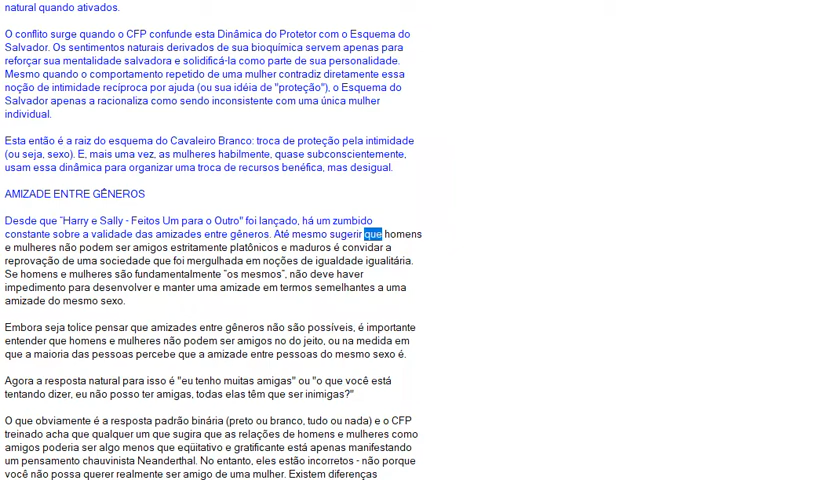 natural quando ativados.
O conflito surge quando o CFP confunde esta Dinâmica do Protetor com o Esquema do
Salvador. Os sentimentos naturais derivados de sua bioquímica servem apenas para
reforçar sua mentalidade salvadora e solidificá-la como parte de sua personalidade.
Mesmo quando o comportamento repetido de uma mulher contradiz diretamente essa
noção de intimidade recíproca por ajuda (ou sua idéia de "proteção"), o Esquema do
Salvador apenas a racionaliza como sendo inconsistente com uma única mulher
individual.
Esta então é a raiz do esquema do Cavaleiro Branco: troca de proteção pela intimidade
(ou seja, sexo). E, mais uma vez, as mulheres habilmente, quase subconscientemente,
usam essa dinâmica para organizar uma troca de recursos benéfica, mas desigual.
AMIZADE ENTRE GÊNEROS
Desde que "Harry e Sally - Feitos Um para o Outro" foi lançado, há um zumbido
constante sobre a validade das amizades entre gêneros. Até mesmo sugerir que homens
e mulheres não podem ser amigos estritamente platônicos e maduros é convidar a
reprovação de uma sociedade que foi mergulhada em noções de igualdade igualitária.
Se homens e mulheres são fundamentalmente "os mesmos", não deve haver
impedimento para desenvolver e manter uma amizade em termos semelhantes a uma
amizade do mesmo sexo.
Embora seja tolice pensar que amizades entre gêneros não são possíveis, é importante
entender que homens e mulheres não podem ser amigos no do jeito, ou na medida em
que a maioria das pessoas percebe que a amizade entre pessoas do mesmo sexo é.
Agora a resposta natural para isso é "eu tenho muitas amigas" ou "o que você está
tentando dizer, eu não posso ter amigas, todas elas têm que ser inimigas?"
O que obviamente é a resposta padrão binária (preto ou branco, tudo ou nada) e o CFP
treinado acha que qualquer um que sugira que as relações de homens e mulheres como
amigos poderia ser algo menos que eqüitativo e gratificante está apenas manifestando
um pensamento chauvinista Neanderthal. No entanto, eles estão incorretos - não porque
você não possa querer realmente ser amigo de uma mulher. Existem diferenças